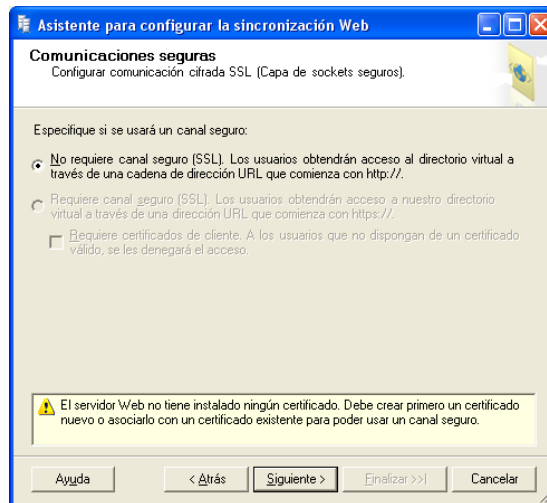 Asistente para configurar la sincronización Web
Comunicaciones seguras
Configurar comunicación cifrada SSL (Capa de sockets seguros).
Especifique si se usará un canal seguro:
No requiere canal seguro (SSL). Los usuarios obtendrán acceso al directorio virtual a
través de una cadena de dirección URL que comienza con http://.
Requiere canal seguro (SSL). Los usuarios obtendrán acceso a nuestro directorio
virtual a través de una dirección URL que comienza con https://.
Requiere certificados de cliente. A los usuarios que no dispongan de un certificado
válido, se les denegará el acceso.
El servidor Web no tiene instalado ningún certificado. Debe crear primero un certificado
nuevo o asociarlo con un certificado existente para poder usar un canal seguro.
Ayuda
< Atrás
Siguiente >
Finalizar >>|
Cancelar